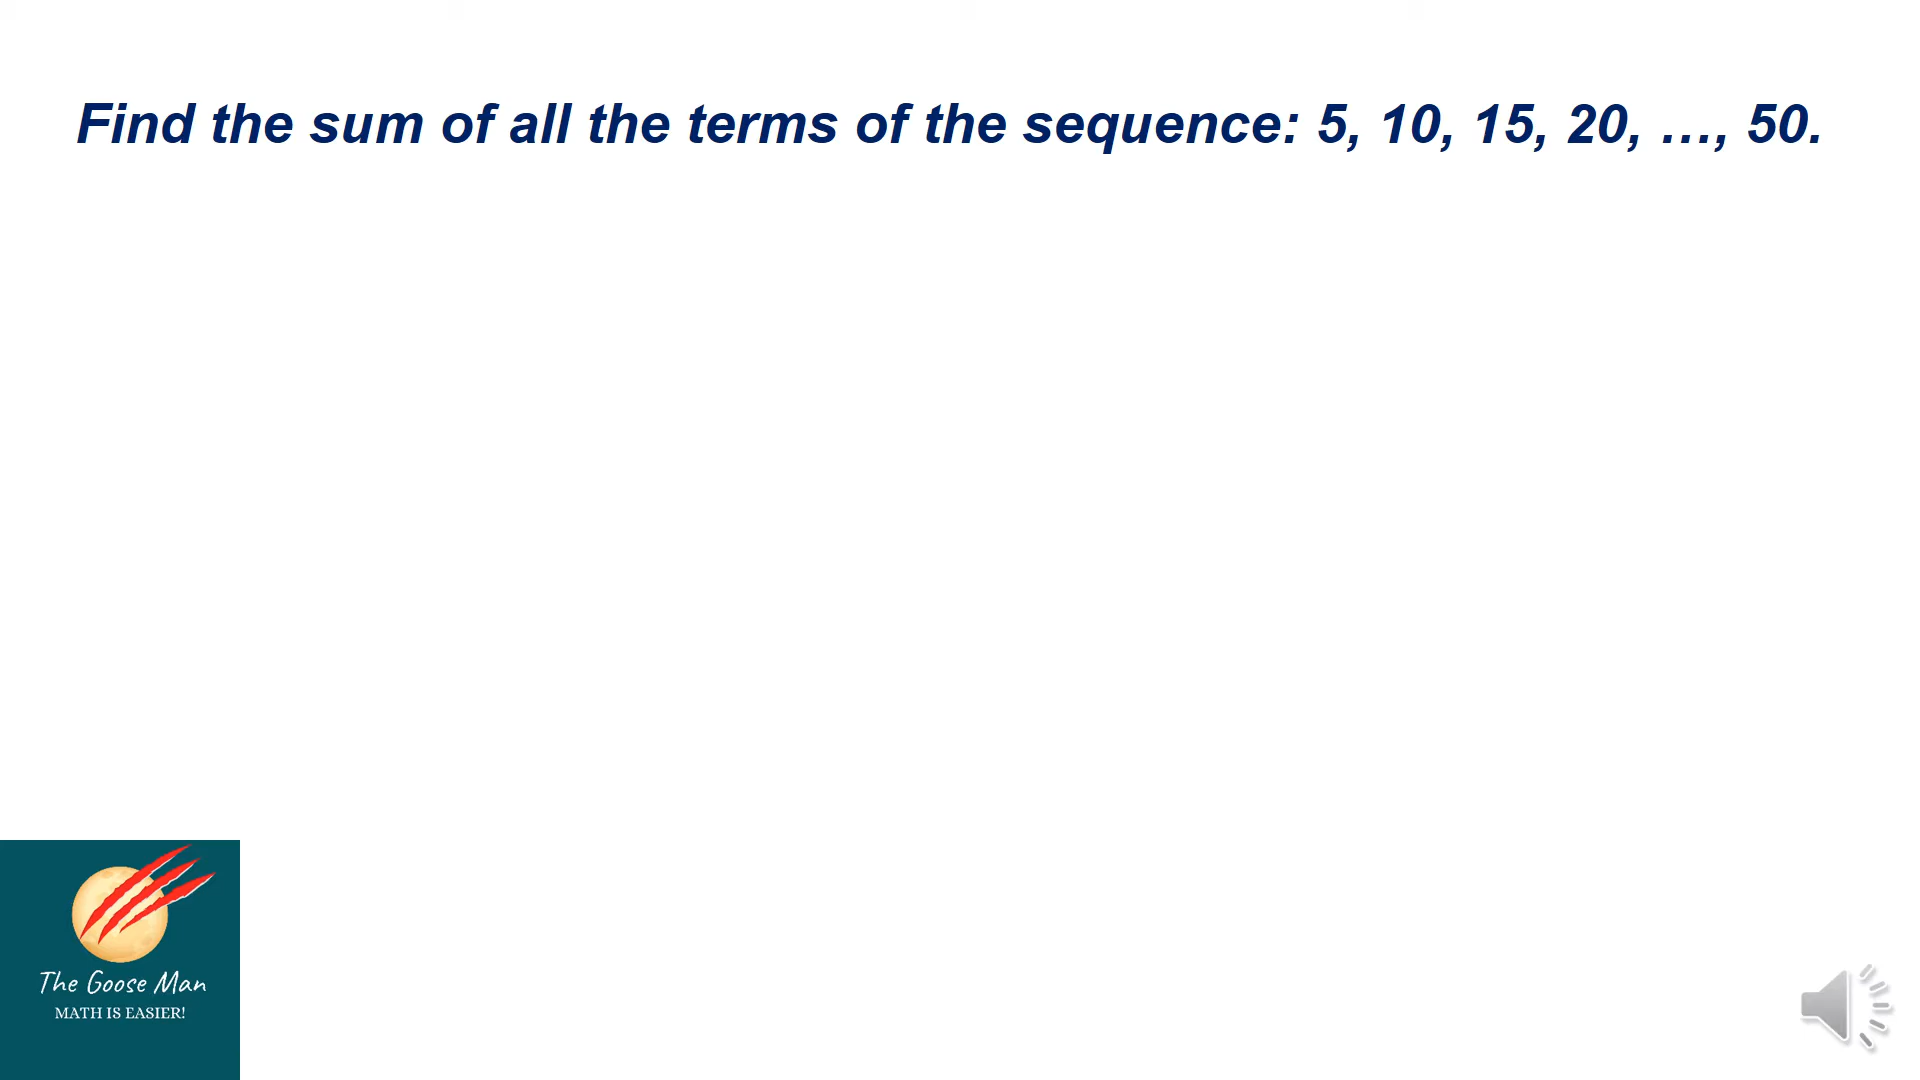 Find the sum of all the terms of the sequence: 5, 10, 15, 20, …, 50.
The Goose Man
MATH IS EASIER!